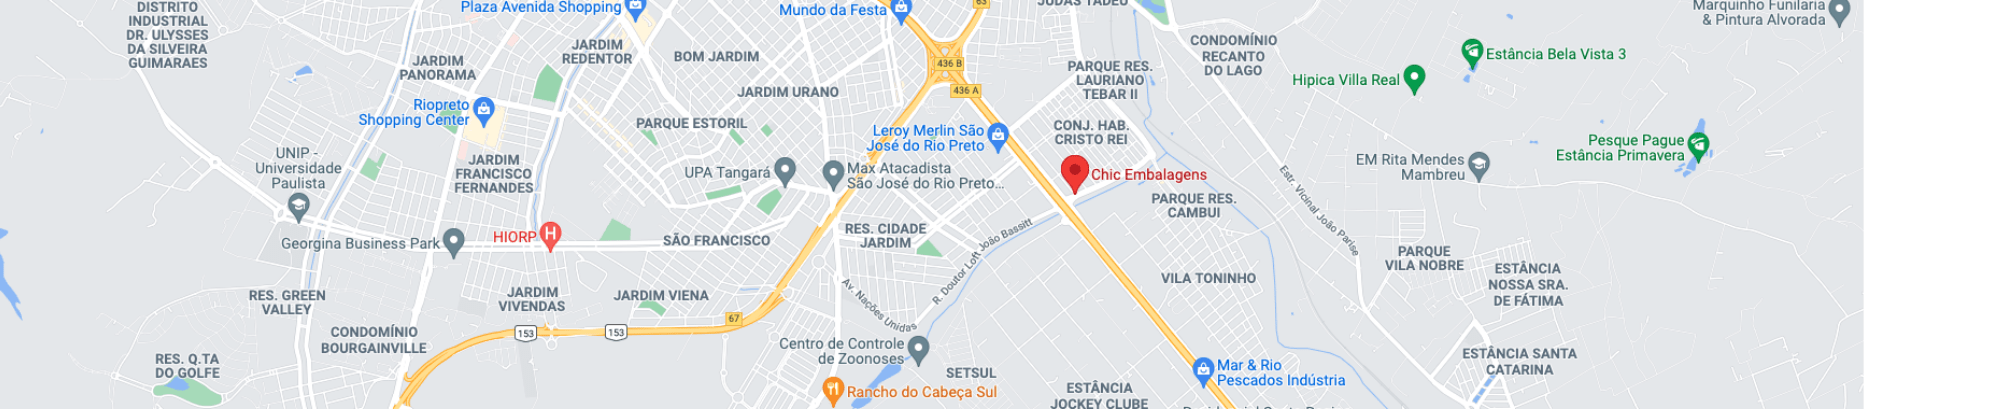 DISTRITO
INDUSTRIAL
DR. ULYSSES
DA SILVEIRA
GUIMARAES
Plaza Avenida Shopping
Mundo da Festa
63
JUDAS TADEU
Marquinho Funilaria
& Pintura Alvorada
JARDIM
PANORAMA
JARDIM
REDENTOR
BOM JARDIM
436 B
436 A
CONDOMÍNIO
RECANTO
DO LAGO
Estância Bela Vista 3
Hipica Villa Real
PARQUE RES.
LAURIANO
TEBAR II
JARDIM URANO
Riopreto
Shopping Center
PARQUE ESTORIL
Leroy Merlin São
José do Rio Preto
CONJ. HAB.
CRISTO REI
Pesque Pague
Estância Primavera
UNIP -
Universidade
Paulista
JARDIM
FRANCISCO
FERNANDES
UPA Tangará
Max Atacadista
São José do Rio Preto...
Chic Embalagens
EM Rita Mendes
Mambreu
Estr. Vicinal João Parise
PARQUE RES.
CAMBUI
HIORP
H
Georgina Business Park
SÃO FRANCISCO
RES. CIDADE
JARDIM
R. Doutor Loft João Bassitt
PARQUE
VILA NOBRE
ESTÂNCIA
NOSSA SRA.
DE FÁTIMA
VILA TONINHO
RES. GREEN
VALLEY
JARDIM
VIVENDAS
JARDIM VIENA
Av. Nações Unidas
67
153
153
CONDOMÍNIO
BOURGAINVILLE
Centro de Controle
de Zoonoses
RES. Q.TA
DO GOLFE
SETSUL
ESTÂNCIA SANTA
CATARINA
Mar & Rio
Pescados Indústria
Rancho do Cabeça Sul
ESTÂNCIA
JOCKEY CLUBE